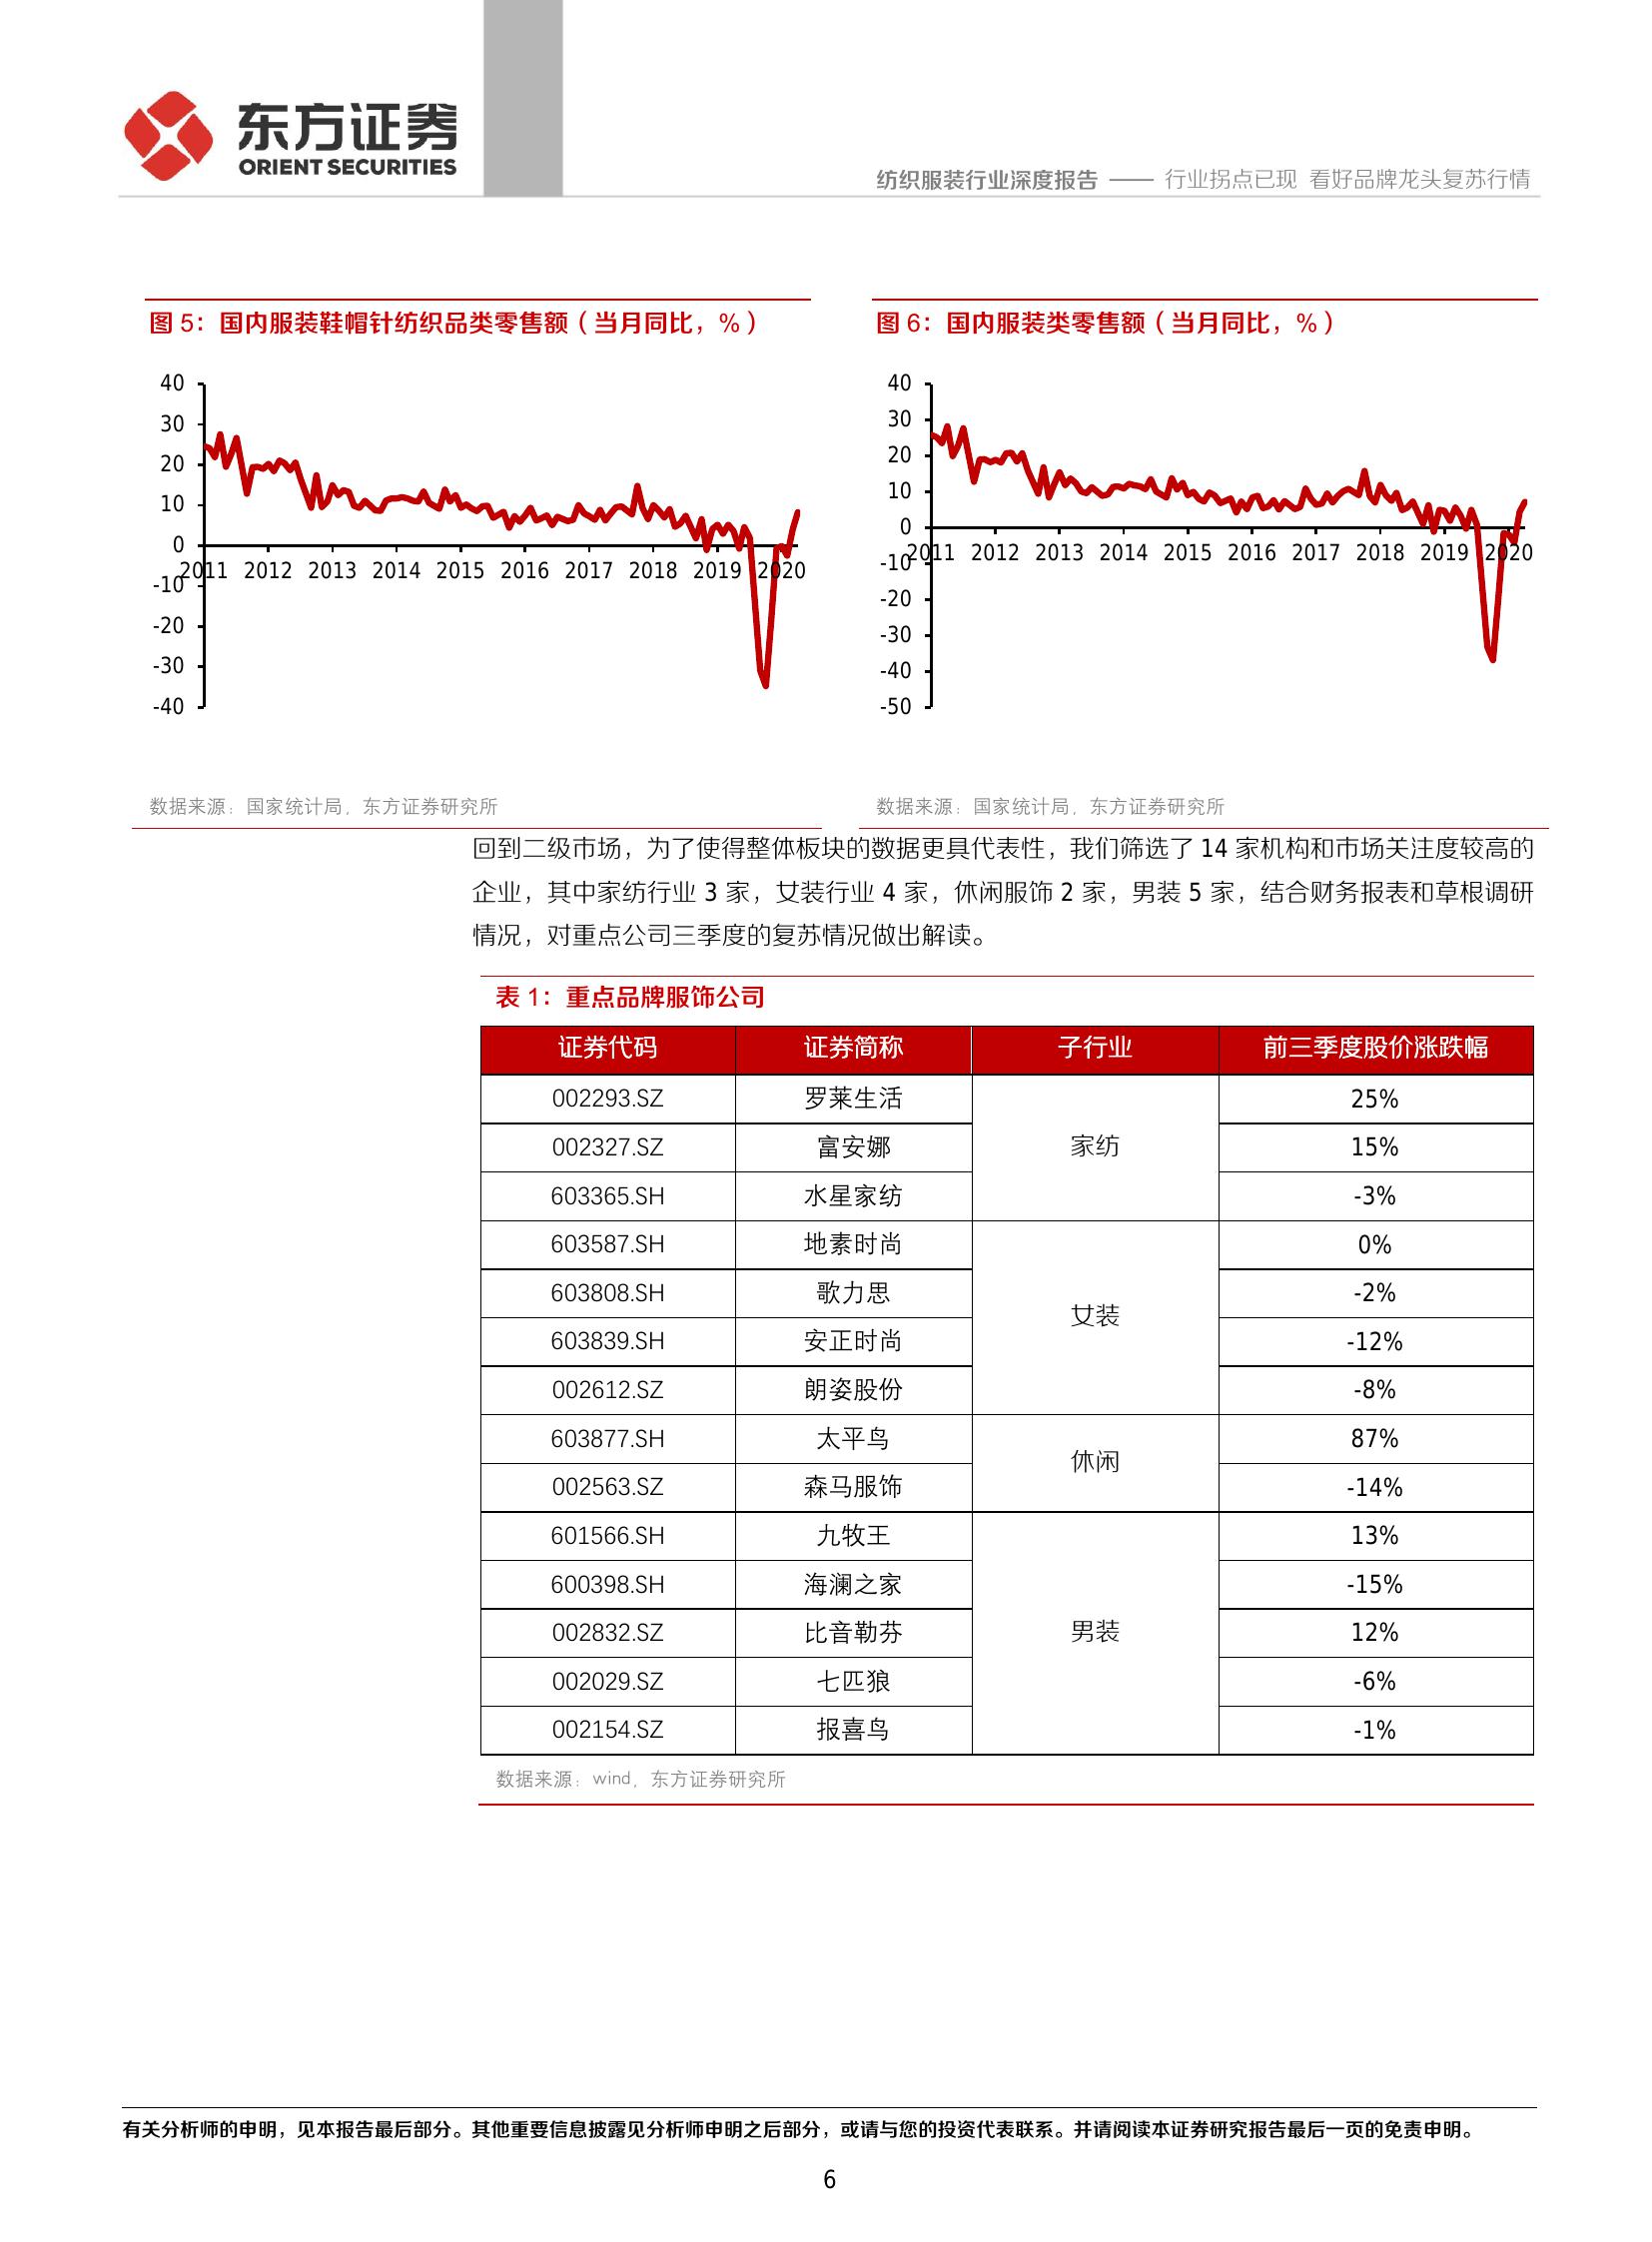 东方证券
ORIENT SECURITIES
纺织服装行业深度报告 —— 行业拐点已现 看好品牌龙头复苏行情
图 5：国内服装鞋帽针纺织品类零售额（当月同比，%）
40
30
20
10
0
-10
-20
-30
-40
2011 2012 2013 2014 2015 2016 2017 2018 2019 2020
数据来源：国家统计局，东方证券研究所
图 6：国内服装类零售额（当月同比，%）
40
30
20
10
0
-10
-20
-30
-40
-50
2011 2012 2013 2014 2015 2016 2017 2018 2019 2020
数据来源：国家统计局，东方证券研究所
回到二级市场，为了使得整体板块的数据更具代表性，我们筛选了 14 家机构和市场关注度较高的
企业，其中家纺行业 3 家，女装行业 4 家，休闲服饰 2 家，男装 5 家，结合财务报表和草根调研
情况，对重点公司三季度的复苏情况做出解读。
表 1：重点品牌服饰公司
证券代码 证券简称 子行业 前三季度股价涨跌幅
002293.SZ 罗莱生活 25%
002327.SZ 富安娜 家纺 15%
603365.SH 水星家纺 -3%
603587.SH 地素时尚 0%
603808.SH 歌力思 -2%
女装
603839.SH 安正时尚 -12%
002612.SZ 朗姿股份 -8%
603877.SH 太平鸟 87%
休闲
002563.SZ 森马服饰 -14%
601566.SH 九牧王 13%
600398.SH 海澜之家 -15%
002832.SZ 比音勒芬 男装 12%
002029.SZ 七匹狼 -6%
002154.SZ 报喜鸟 -1%
数据来源：wind，东方证券研究所
有关分析师的申明，见本报告最后部分。其他重要信息披露见分析师申明之后部分，或请与您的投资代表联系。并请阅读本证券研究报告最后一页的免责申明。
6